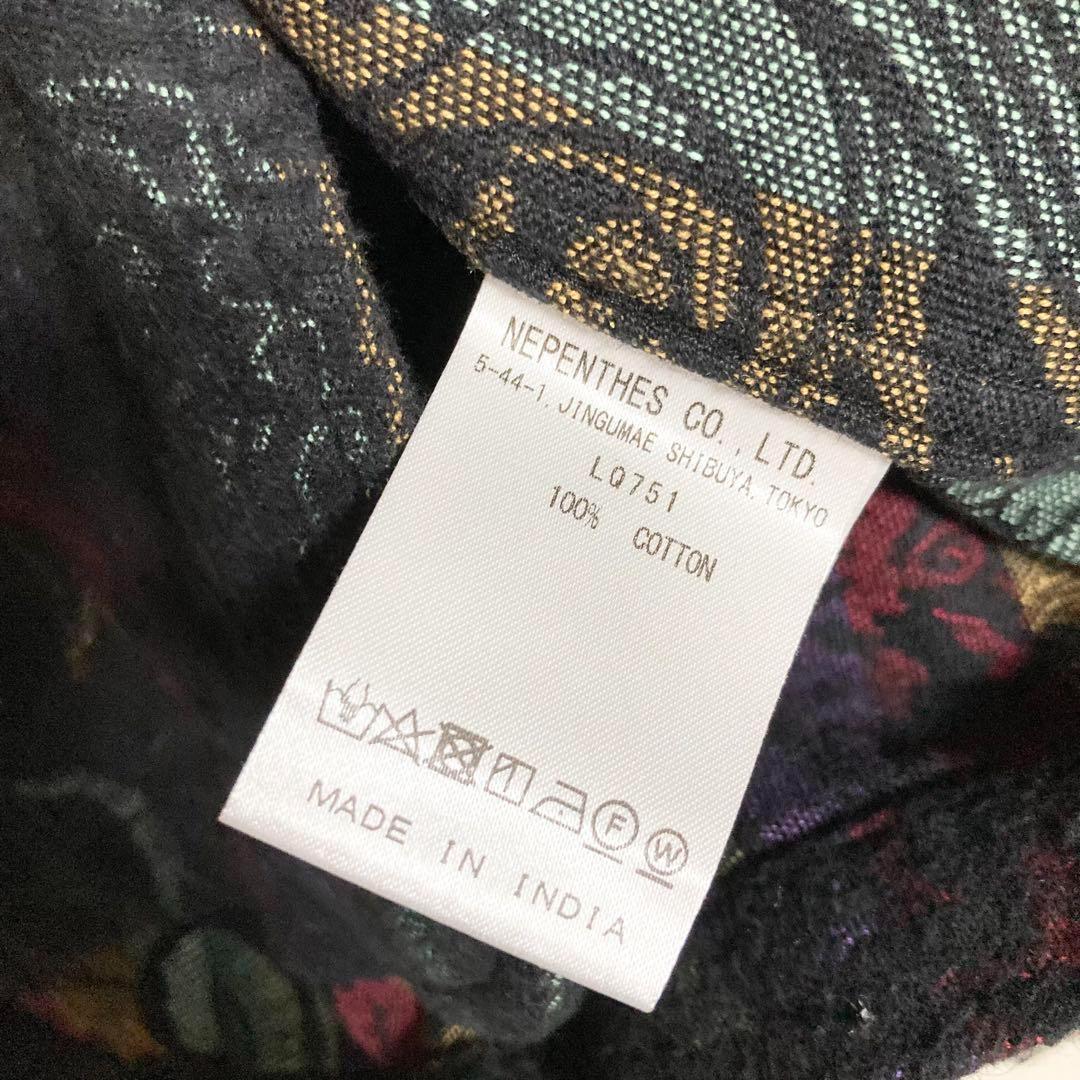 NEPENTHES CO., LTD.
5-44-1, JINGUMAE SHIBUYA, TOKYO
LQ751
100% COTTON
F
W
MADE IN INDIA